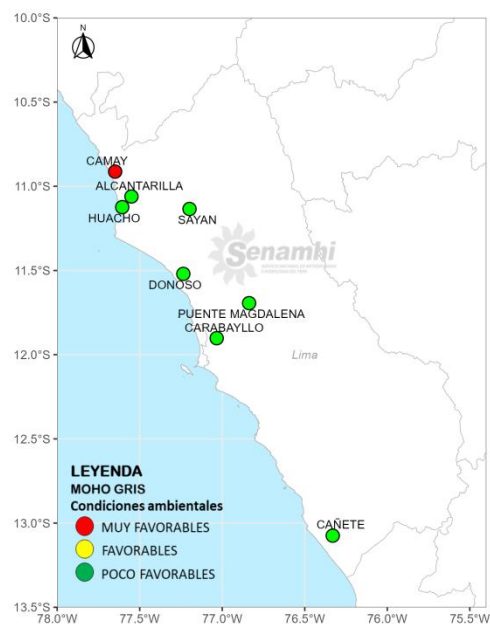 10.0°S
N
10.5°S
CAMAY
11.0°S
ALCANTARILLA
HUACHO
SAYAN
Senamhi
11.5°S
DONOSO
PUENTE MAGDALENA
CARABAYLLO
12.0°S
Lima
12.5°S
LEYENDA
MOHO GRIS
Condiciones ambientales
MUY FAVORABLES
FAVORABLES
POCO FAVORABLES
13.0°S
CAÑETE
13.5°S
78.0°W
77.5°W
77.0°W
76.5°W
76.0°W
75.5°W